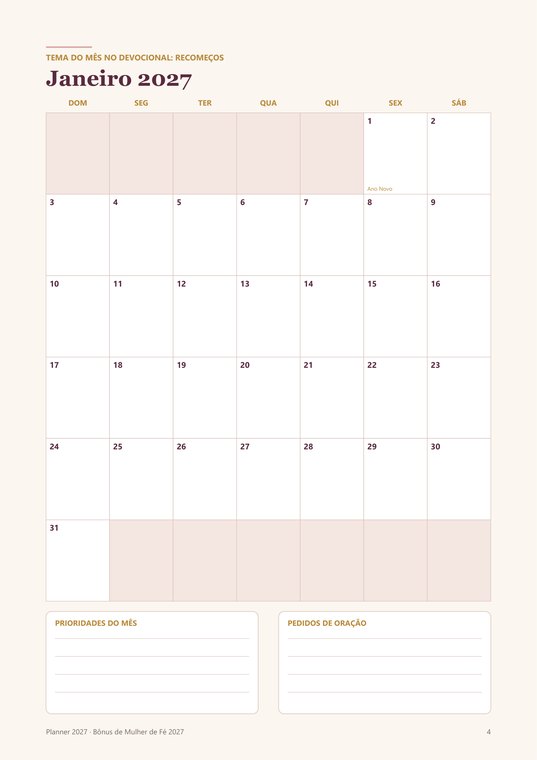 TEMA DO MÊS NO DEVOCIONAL: RECOMEÇOS
Janeiro 2027
DOM SEG TER QUA QUI SEX SÁB
1 2
Ano Novo
3 4 5 6 7 8 9
10 11 12 13 14 15 16
17 18 19 20 21 22 23
24 25 26 27 28 29 30
31
PRIORIDADES DO MÊS PEDIDOS DE ORAÇÃO
Planner 2027 · Bônus de Mulher de Fé 2027 4